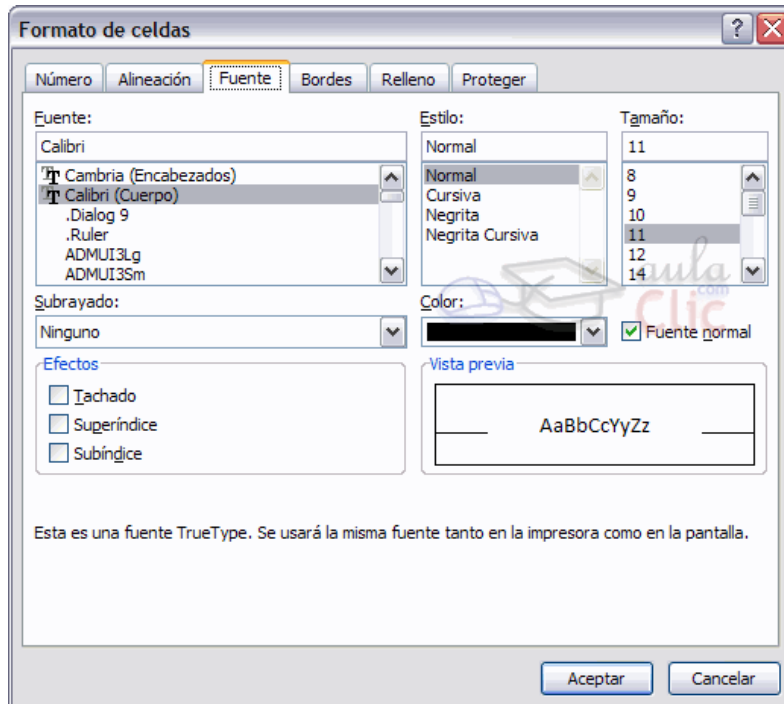 Formato de celdas
Número Alineación Fuente Bordes Relleno Proteger
Fuente: Estilo: Tamaño:
Calibri Normal 11
Cambria (Encabezados) Normal 8
Calibri (Cuerpo) Cursiva 9
.Dialog 9 Negrita 10
.Ruler Negrita Cursiva 11
ADMUI3Lg 12
ADMUI3Sm 14
aula
.com
Clic
Subrayado: Color:
Ninguno Fuente normal
Efectos Vista previa
Tachado
Superíndice AaBbCcYyZz
Subíndice
Esta es una fuente TrueType. Se usará la misma fuente tanto en la impresora como en la pantalla.
Aceptar Cancelar